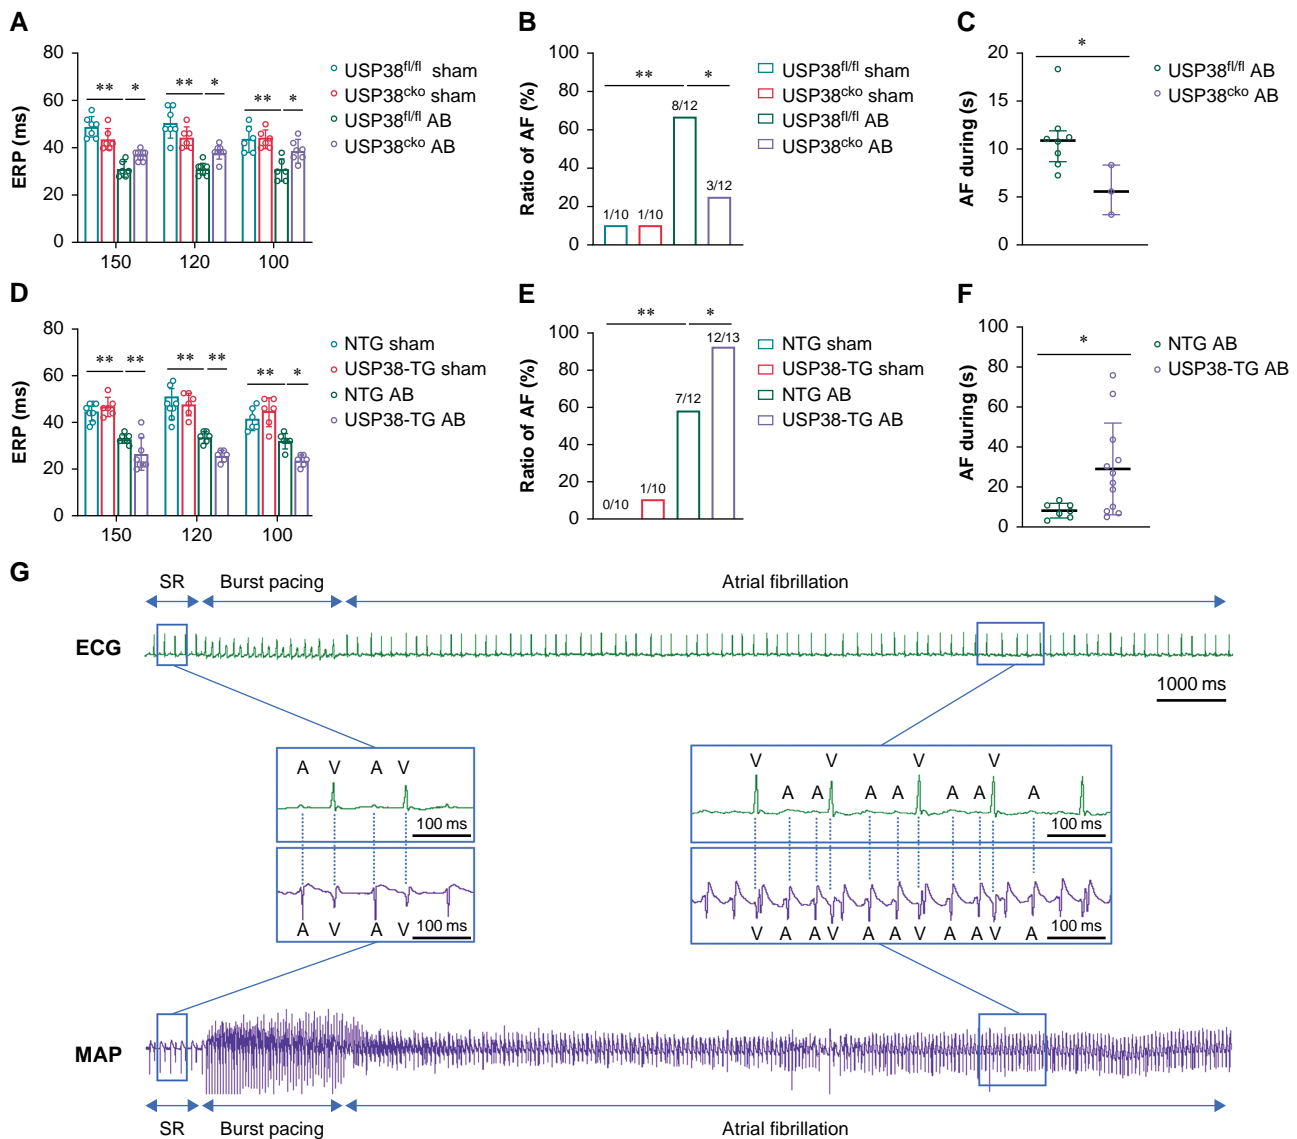 A
ERP (ms)
80
60
40
20
0
** * ** * ** *
150 120 100
USP38fl/fl sham
USP38cko sham
USP38fl/fl AB
USP38cko AB
B
Ratio of AF (%)
100
80
60
40
20
0
** *
1/10 1/10 8/12 3/12
USP38fl/fl sham
USP38cko sham
USP38fl/fl AB
USP38cko AB
C
AF during (s)
20
15
10
5
0
*
USP38fl/fl AB
USP38cko AB
D
ERP (ms)
80
60
40
20
0
** ** ** ** ** *
150 120 100
NTG sham
USP38-TG sham
NTG AB
USP38-TG AB
E
Ratio of AF (%)
100
80
60
40
20
0
** *
0/10 1/10 7/12 12/13
NTG sham
USP38-TG sham
NTG AB
USP38-TG AB
F
AF during (s)
100
80
60
40
20
0
*
NTG AB
USP38-TG AB
G
SR Burst pacing Atrial fibrillation
ECG
1000 ms
A V A V
100 ms
A V A V
100 ms
V V V V
A A A A A A A
100 ms
V A A V A A V A A V A
100 ms
MAP
SR Burst pacing Atrial fibrillation